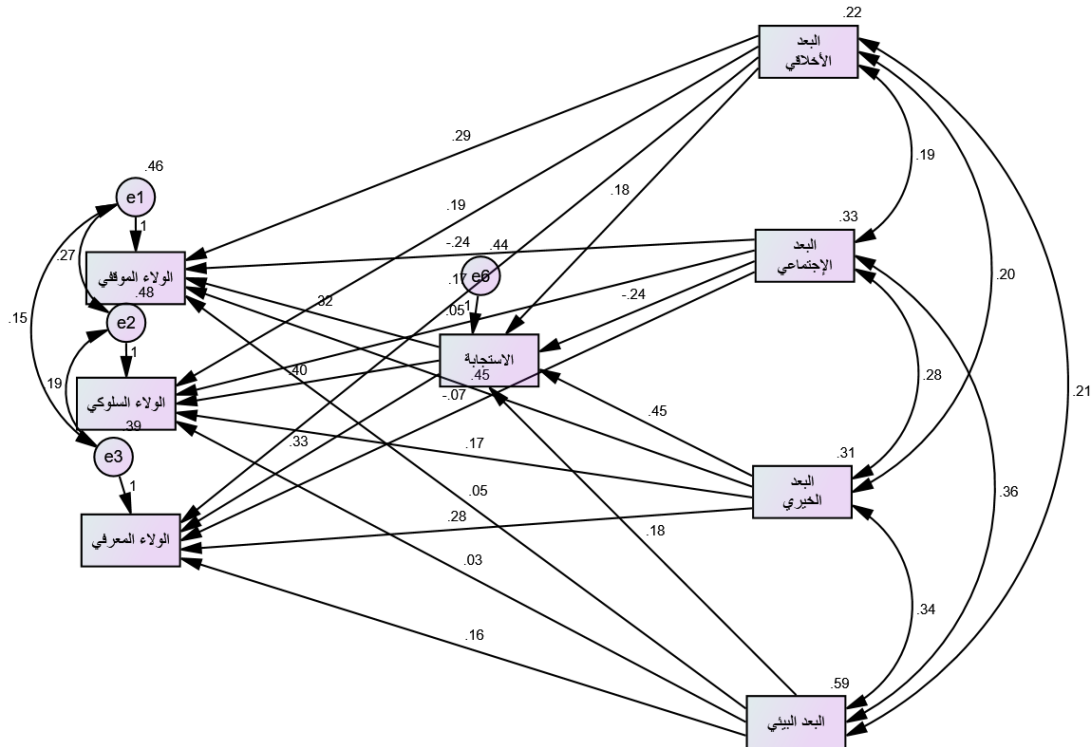 .22
البعد
الأخلاقي
.29
.19
.46
e1
1
.18
.19
.33
البعد
الإجتماعي
-.24
.44
.27
الولاء الموقفي
.48
.17
e6
.20
.32
.05
1
-.24
.15
e2
1
الاستجابة
.45
.19
.40
-.07
.28
.21
الولاء السلوكي
.39
.45
.33
.17
.31
البعد
الخيري
.36
e3
1
.05
.28
.18
الولاء المعرفي
.03
.34
.16
.59
البعد البيئي